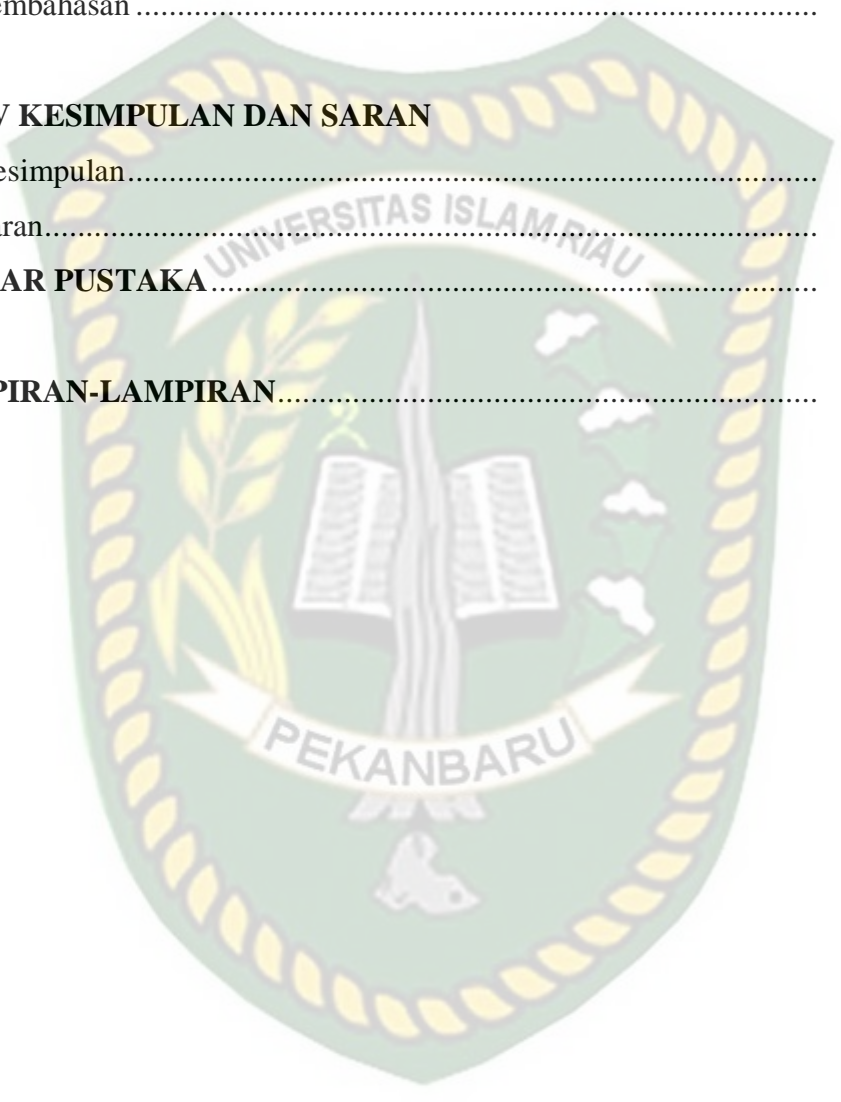 embahasan ................................................................................
V KESIMPULAN DAN SARAN
esimpulan................................................................................
aran................................................................................
AR PUSTAKA................................................................................
PIRAN-LAMPIRAN................................................................................
UNIVERSITAS ISLAM RIAU
PEKANBARU